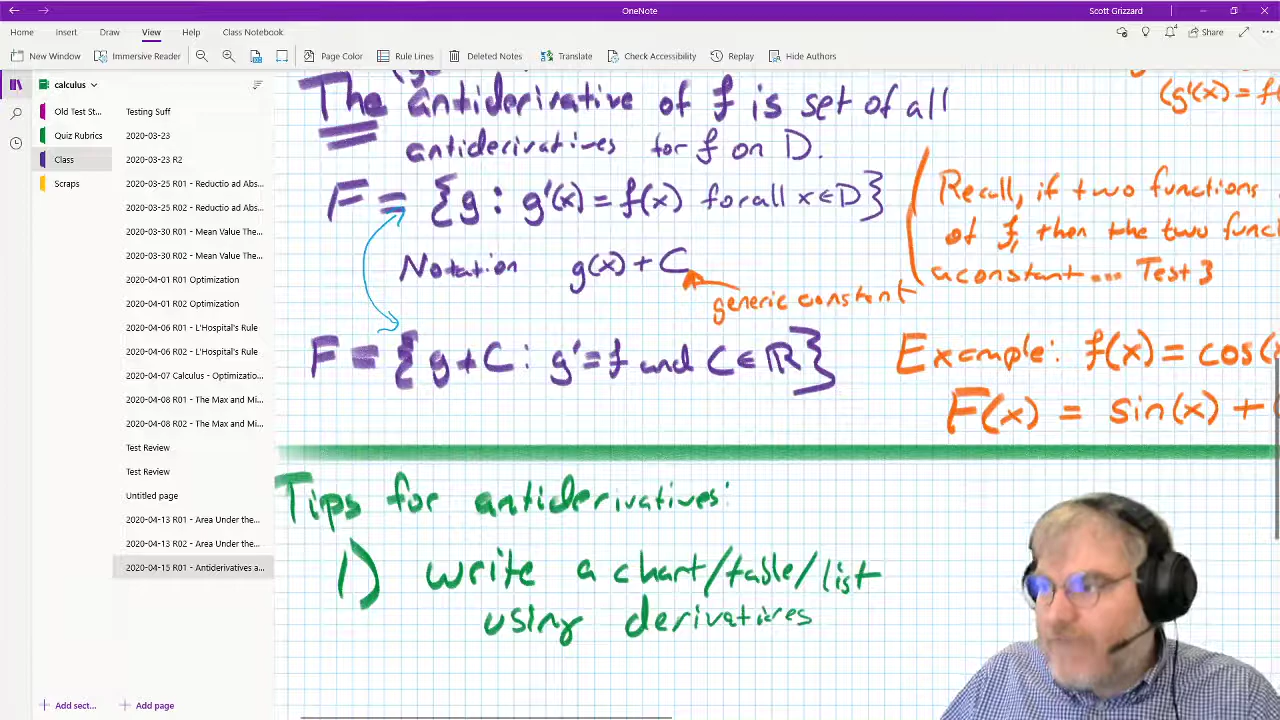 OneNote
Scott Grizzard
Home Insert Draw View Help Class Notebook
Share
New Window Immersive Reader Page Color Rule Lines Deleted Notes Translate Check Accessibility Replay Hide Authors
calculus
Old Test St...
Quiz Rubrics
Class
Scraps
Testing Suff
2020-03-23
2020-03-23 R2
2020-03-25 R01 - Reductio ad Abs...
2020-03-25 R02 - Reductio ad Abs...
2020-03-30 R01 - Mean Value The...
2020-03-30 R02 - Mean Value The...
2020-04-01 R01 Optimization
2020-04-01 R02 Optimization
2020-04-06 R01 - L'Hospital's Rule
2020-04-06 R02 - L'Hospital's Rule
2020-04-07 Calculus - Optimizatio...
2020-04-08 R01 - The Max and Mi...
2020-04-08 R02 - The Max and Mi...
Test Review
Test Review
Untitled page
2020-04-13 R01 - Area Under the...
2020-04-13 R02 - Area Under the...
2020-04-15 R01 - Antiderivatives a...
Add sect...
Add page
The antiderivative of f is set of all
antiderivatives for f on D.
F = {g : g'(x) = f(x) for all x ∈ D}
Notation g(x) + C
generic constant
F = {g + C : g' = f and C ∈ ℝ}
(g'(x) = f(
Recall, if two functions
of f, then the two func
a constant ... Test 3
Example: f(x) = cos(
F(x) = sin(x) +
Tips for antiderivatives:
1) write a chart/table/list
using derivatives